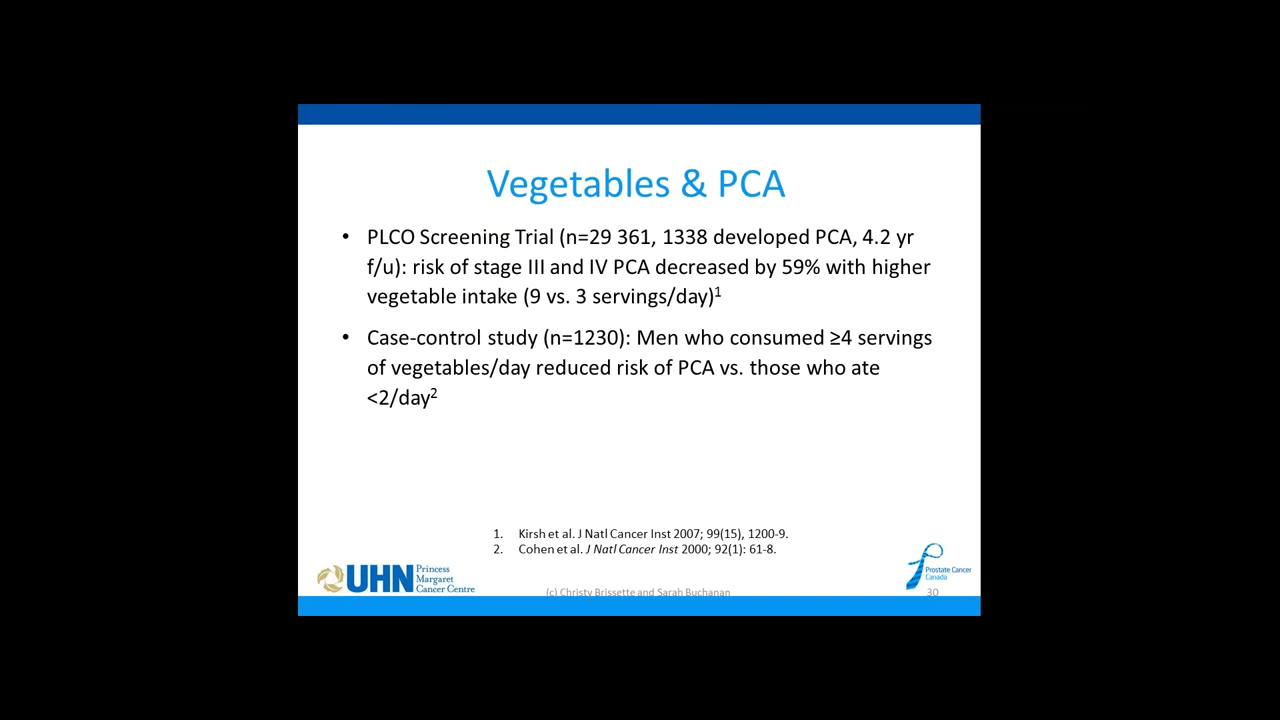 Vegetables & PCA
• PLCO Screening Trial (n=29 361, 1338 developed PCA, 4.2 yr
f/u): risk of stage III and IV PCA decreased by 59% with higher
vegetable intake (9 vs. 3 servings/day)1
• Case-control study (n=1230): Men who consumed ≥4 servings
of vegetables/day reduced risk of PCA vs. those who ate
<2/day2
1. Kirsh et al. J Natl Cancer Inst 2007; 99(15), 1200-9.
2. Cohen et al. J Natl Cancer Inst 2000; 92(1): 61-8.
UHN
Princess
Margaret
Cancer Centre
(c) Christy Brissette and Sarah Buchanan
Prostate Cancer
Canada
30